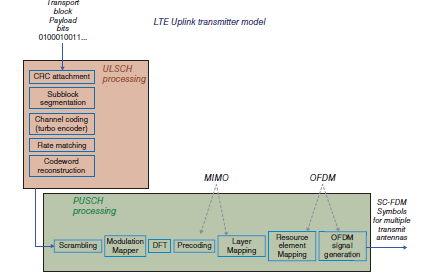 Transport
block
Payload
bits
0100010011...
LTE Uplink transmitter model
ULSCH
processing
CRC attachment
Subblock
segmentation
Channel coding
(turbo encoder)
Rate matching
Codeword
reconstruction
PUSCH
processing
MIMO
OFDM
Scrambling
Modulation
Mapper
DFT
Precoding
Layer
Mapping
Resource
element
Mapping
OFDM
signal
generation
SC-FDM
Symbols
for multiple
transmit
antennas